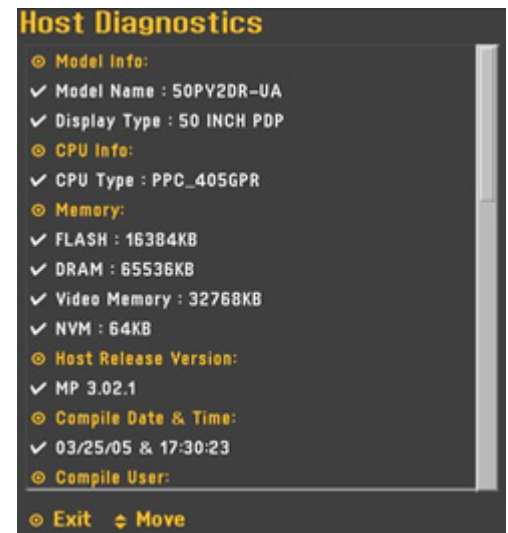 Host Diagnostics
Model Info:
Model Name : 50PY2DR-UA
Display Type : 50 INCH PDP
CPU Info:
CPU Type : PPC_405GPR
Memory:
FLASH : 16384KB
DRAM : 65536KB
Video Memory : 32768KB
NVM : 64KB
Host Release Version:
MP 3.02.1
Compile Date & Time:
03/25/05 & 17:30:23
Compile User:
Exit Move